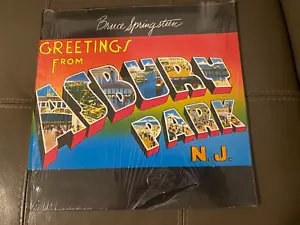 Bruce Springsteen
GREETINGS
FROM
ASBURY
PARK
N.J.